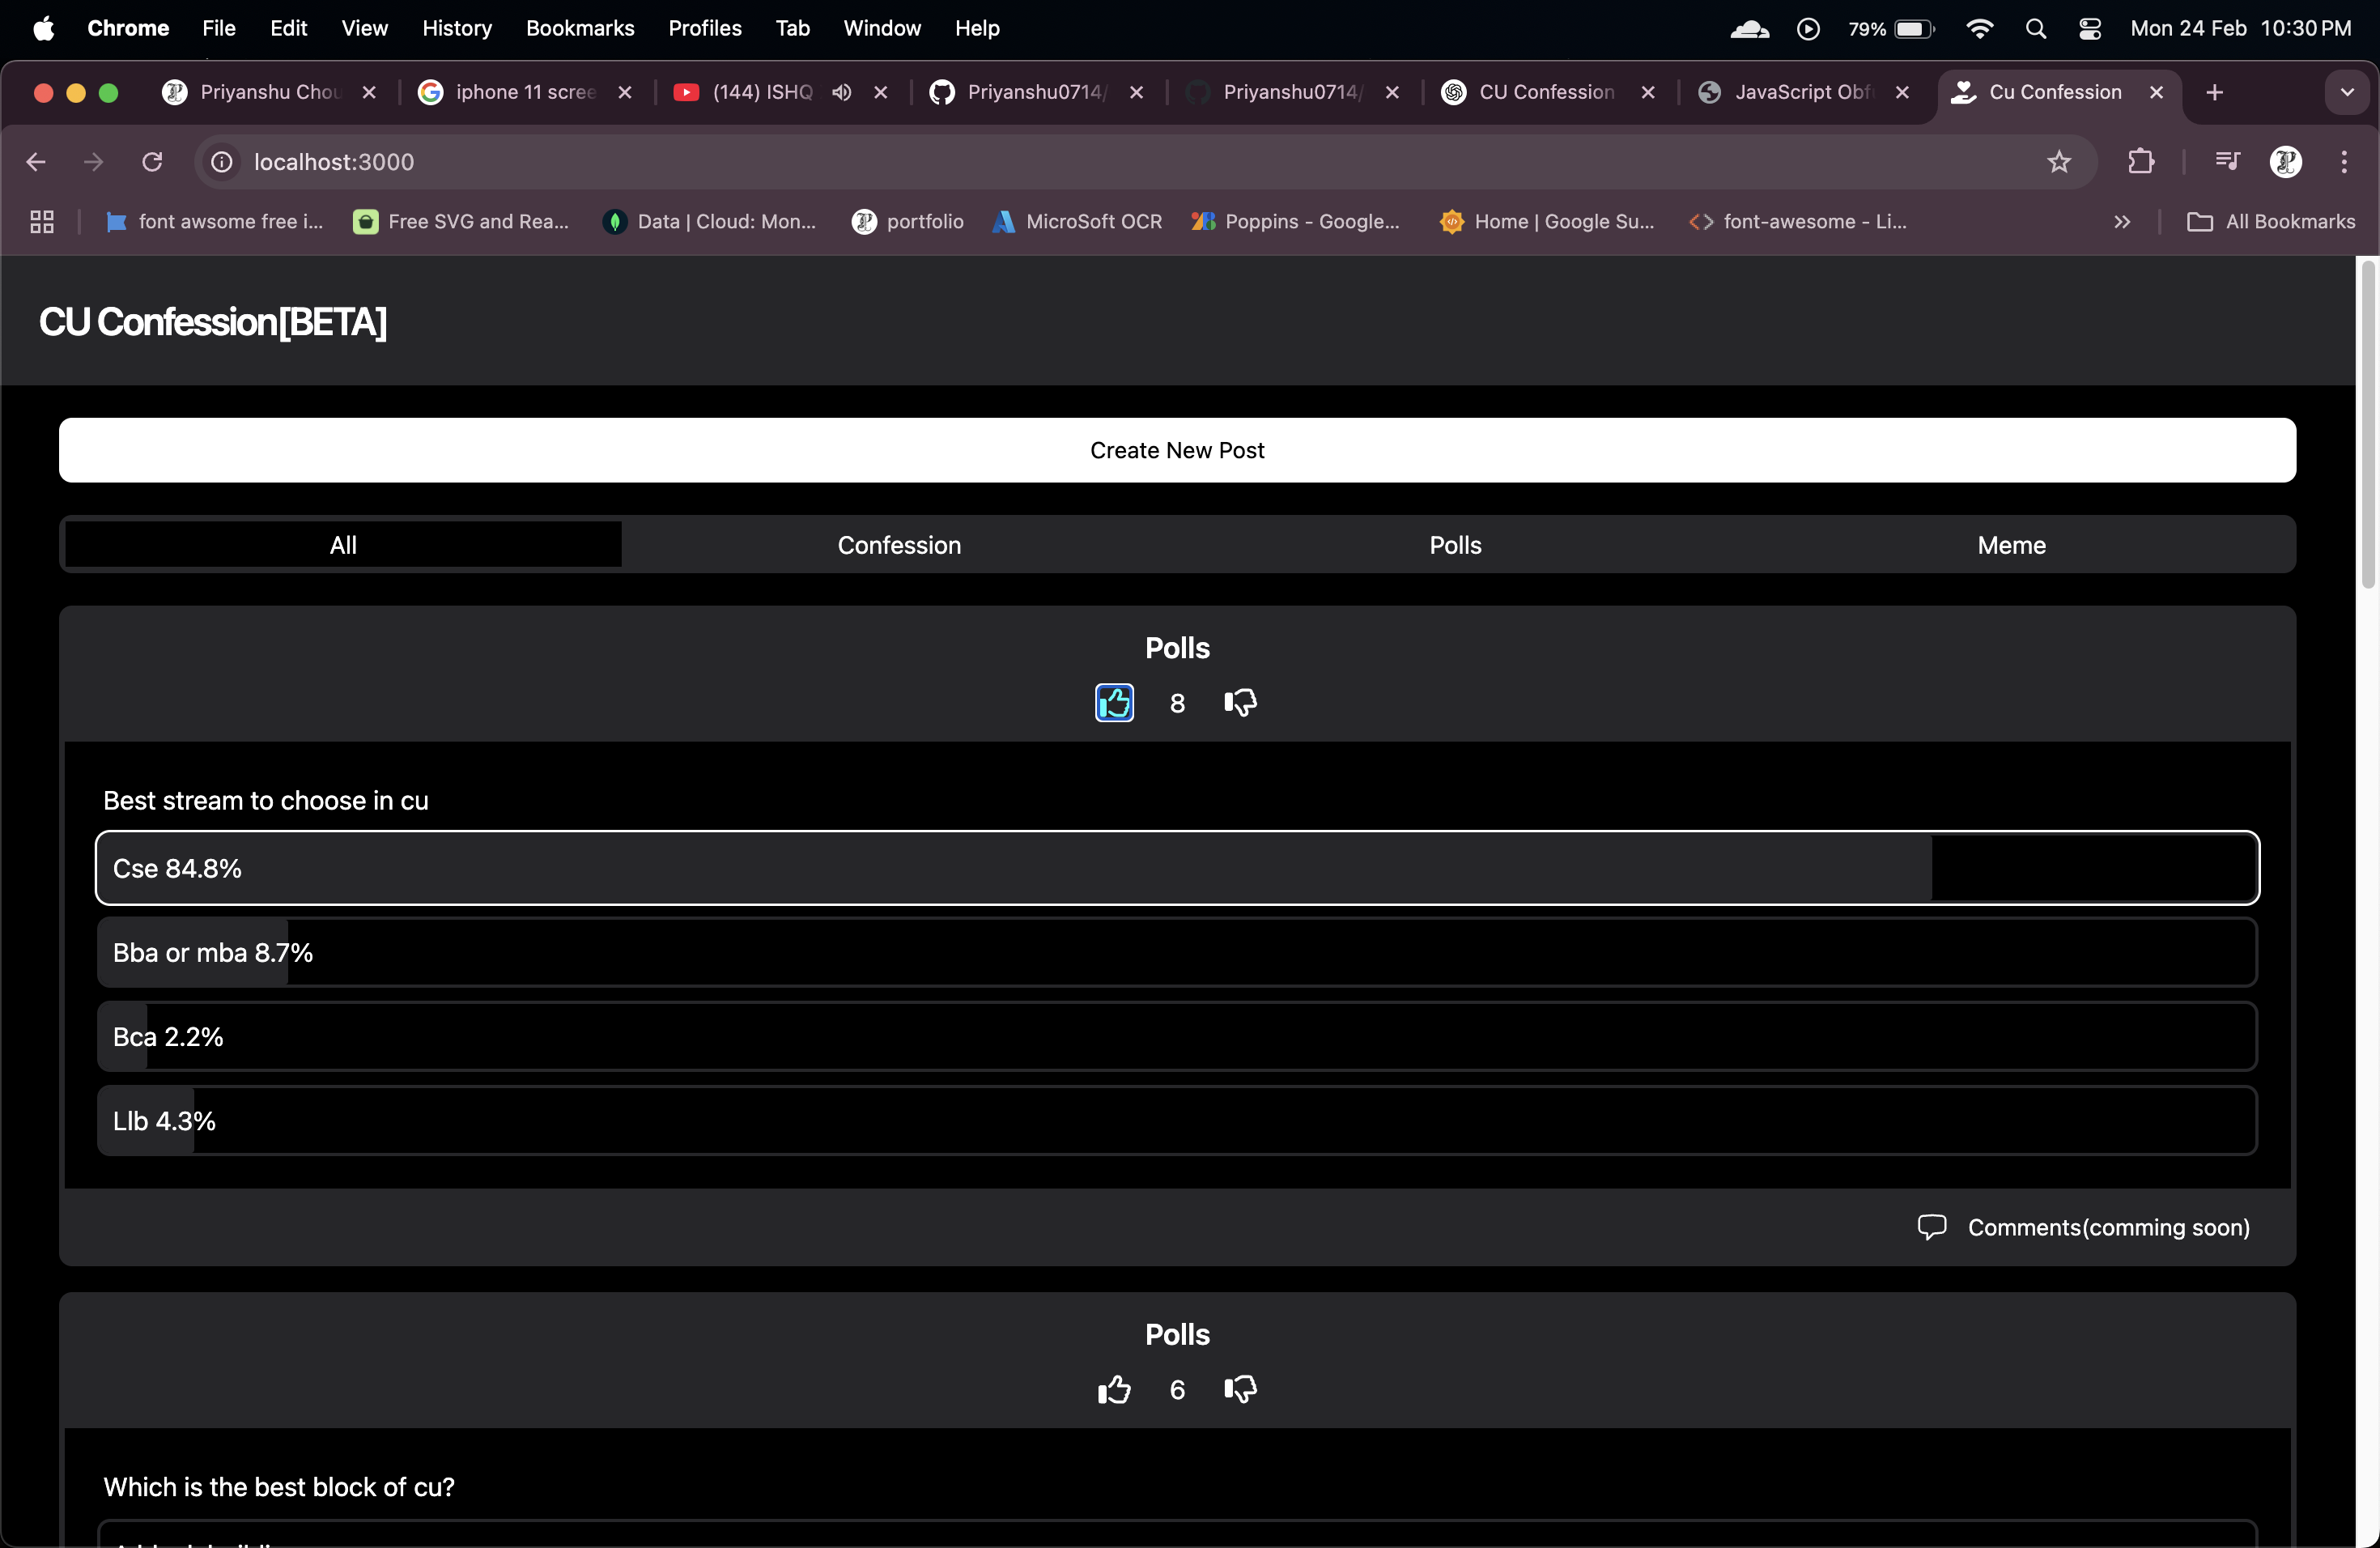 Chrome File Edit View History Bookmarks Profiles Tab Window Help 79% Mon 24 Feb 10:30 PM
Priyanshu Chou iphone 11 scree (144) ISHQ Priyanshu0714/ Priyanshu0714/ CU Confession JavaScript Obf Cu Confession
localhost:3000
font awsome free i... Free SVG and Rea... Data | Cloud: Mon... portfolio MicroSoft OCR Poppins - Google... Home | Google Su... font-awesome - Li... All Bookmarks
CU Confession[BETA]
Create New Post
All Confession Polls Meme
Polls
8
Best stream to choose in cu
Cse 84.8%
Bba or mba 8.7%
Bca 2.2%
Llb 4.3%
Comments(comming soon)
Polls
6
Which is the best block of cu?